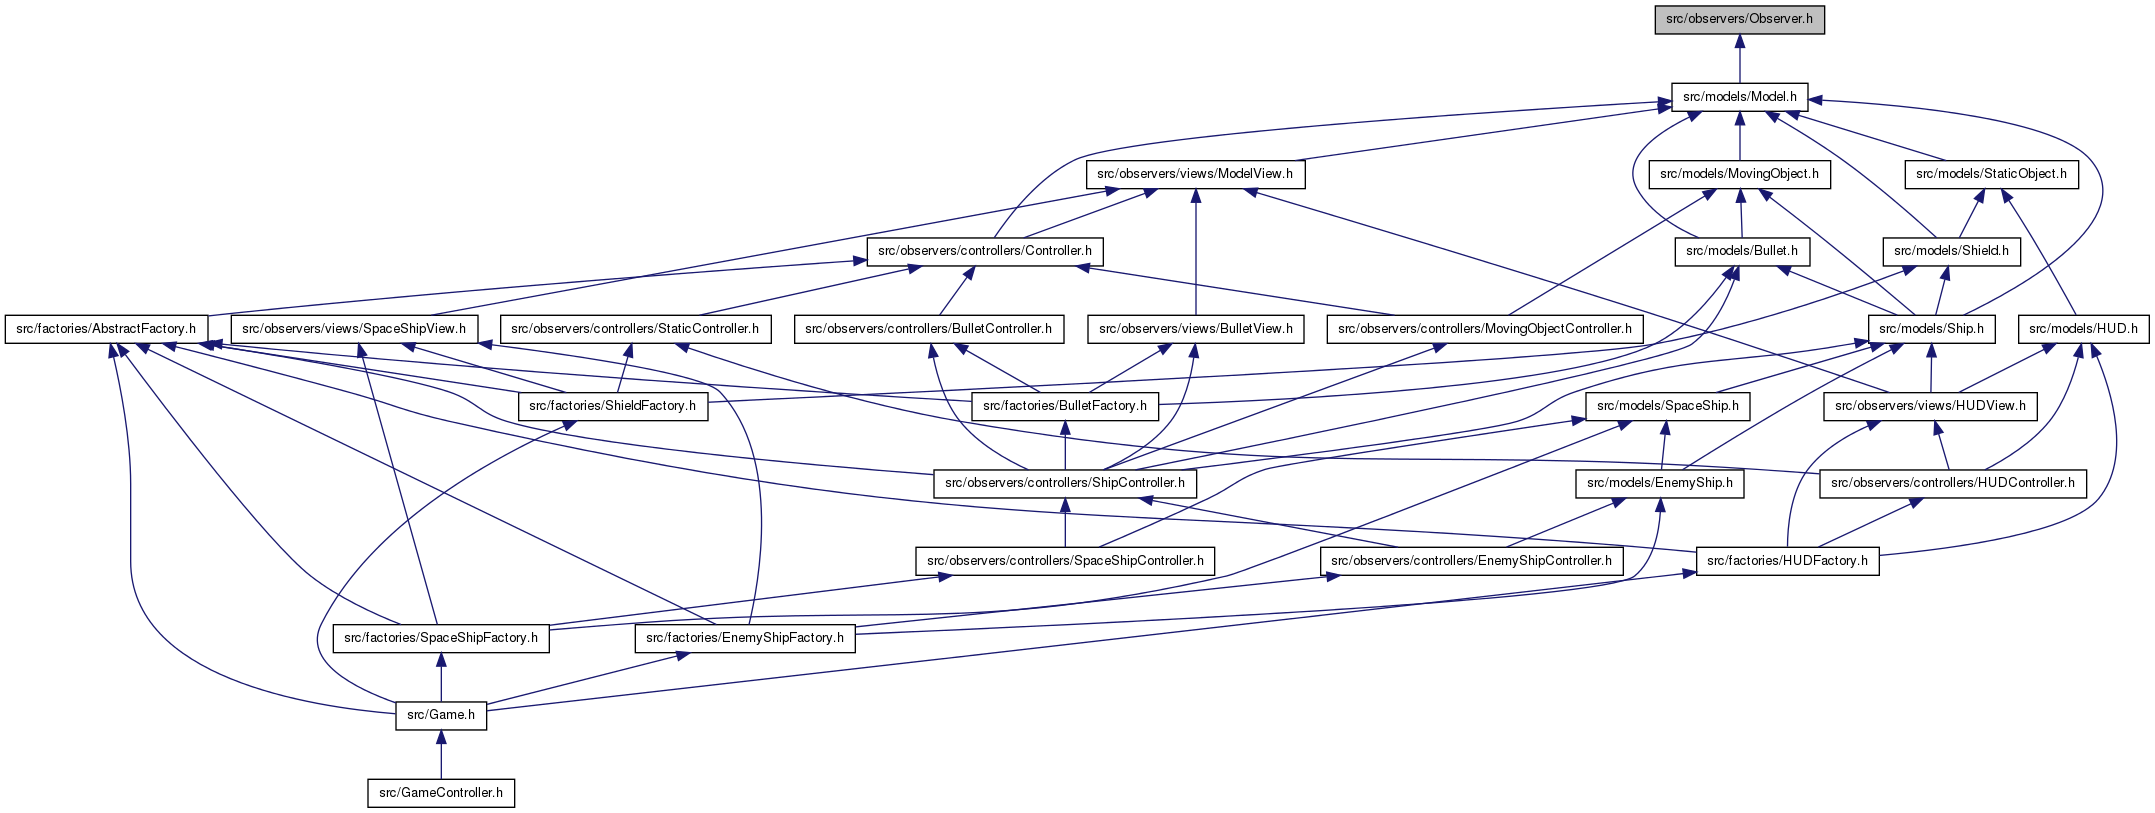 src/observers/Observer.h
src/models/Model.h
src/observers/views/ModelView.h
src/models/MovingObject.h
src/models/StaticObject.h
src/observers/controllers/Controller.h
src/models/Bullet.h
src/models/Shield.h
src/factories/AbstractFactory.h
src/observers/views/SpaceShipView.h
src/observers/controllers/StaticController.h
src/observers/controllers/BulletController.h
src/observers/views/BulletView.h
src/observers/controllers/MovingObjectController.h
src/models/Ship.h
src/models/HUD.h
src/factories/ShieldFactory.h
src/factories/BulletFactory.h
src/models/SpaceShip.h
src/observers/views/HUDView.h
src/observers/controllers/ShipController.h
src/models/EnemyShip.h
src/observers/controllers/HUDController.h
src/observers/controllers/SpaceShipController.h
src/observers/controllers/EnemyShipController.h
src/factories/HUDFactory.h
src/factories/SpaceShipFactory.h
src/factories/EnemyShipFactory.h
src/Game.h
src/GameController.h